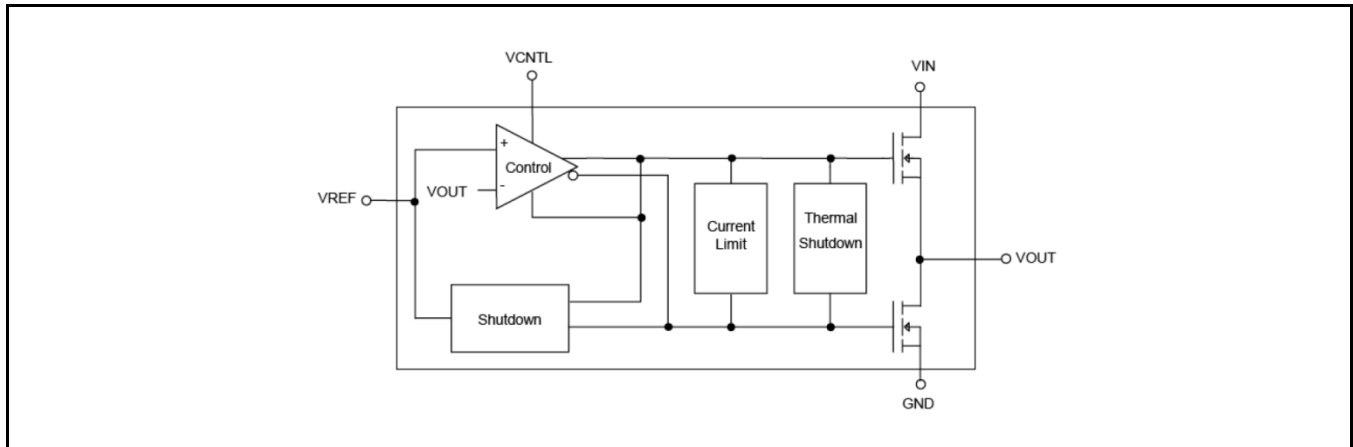 VCNTL
VIN
+
Control
VOUT
-
VREF
Current
Limit
Thermal
Shutdown
VOUT
Shutdown
GND